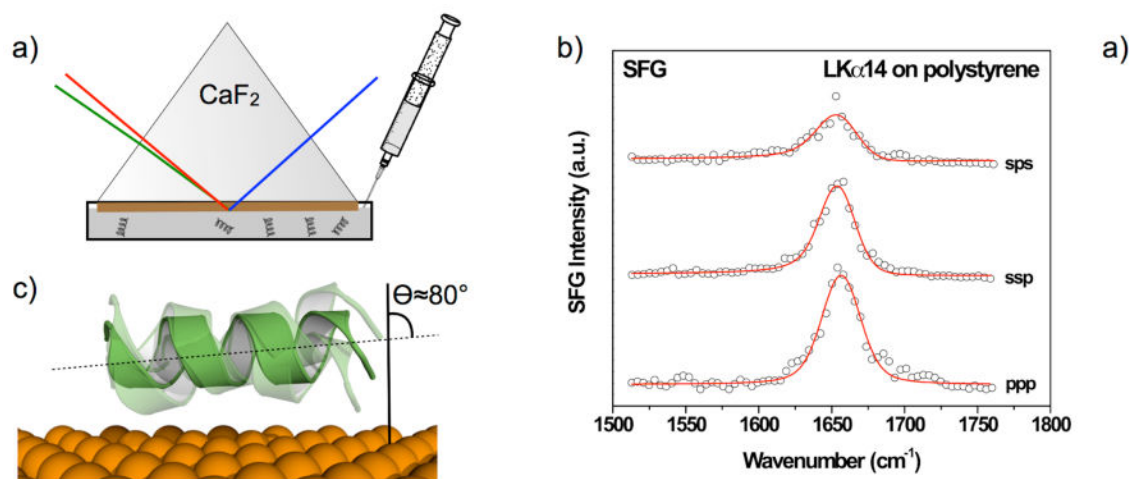 a)
CaF₂
c)
Θ≈80°
b)
SFG LKα14 on polystyrene
sps
ssp
ppp
SFG Intensity (a.u.)
1500 1550 1600 1650 1700 1750 1800
Wavenumber (cm⁻¹)
a)